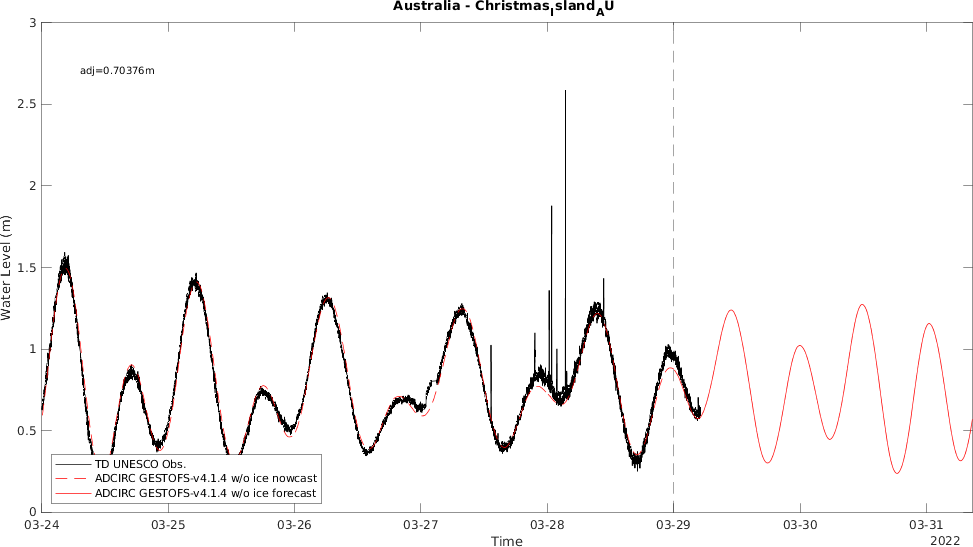 Australia - Christmas_Island_AU
adj=0.70376m
3
2.5
2
1.5
1
0.5
0
Water Level (m)
TD UNESCO Obs.
ADCIRC GESTOFS-v4.1.4 w/o ice nowcast
ADCIRC GESTOFS-v4.1.4 w/o ice forecast
03-24 03-25 03-26 03-27 03-28 03-29 03-30 03-31
Time
2022